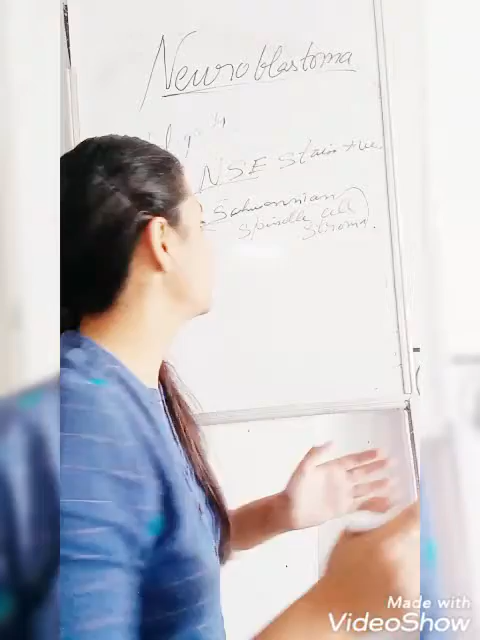 Neuroblastoma
NSE Stain +ve
Schwannian
Spindle cell
stroma.
Made with
VideoShow